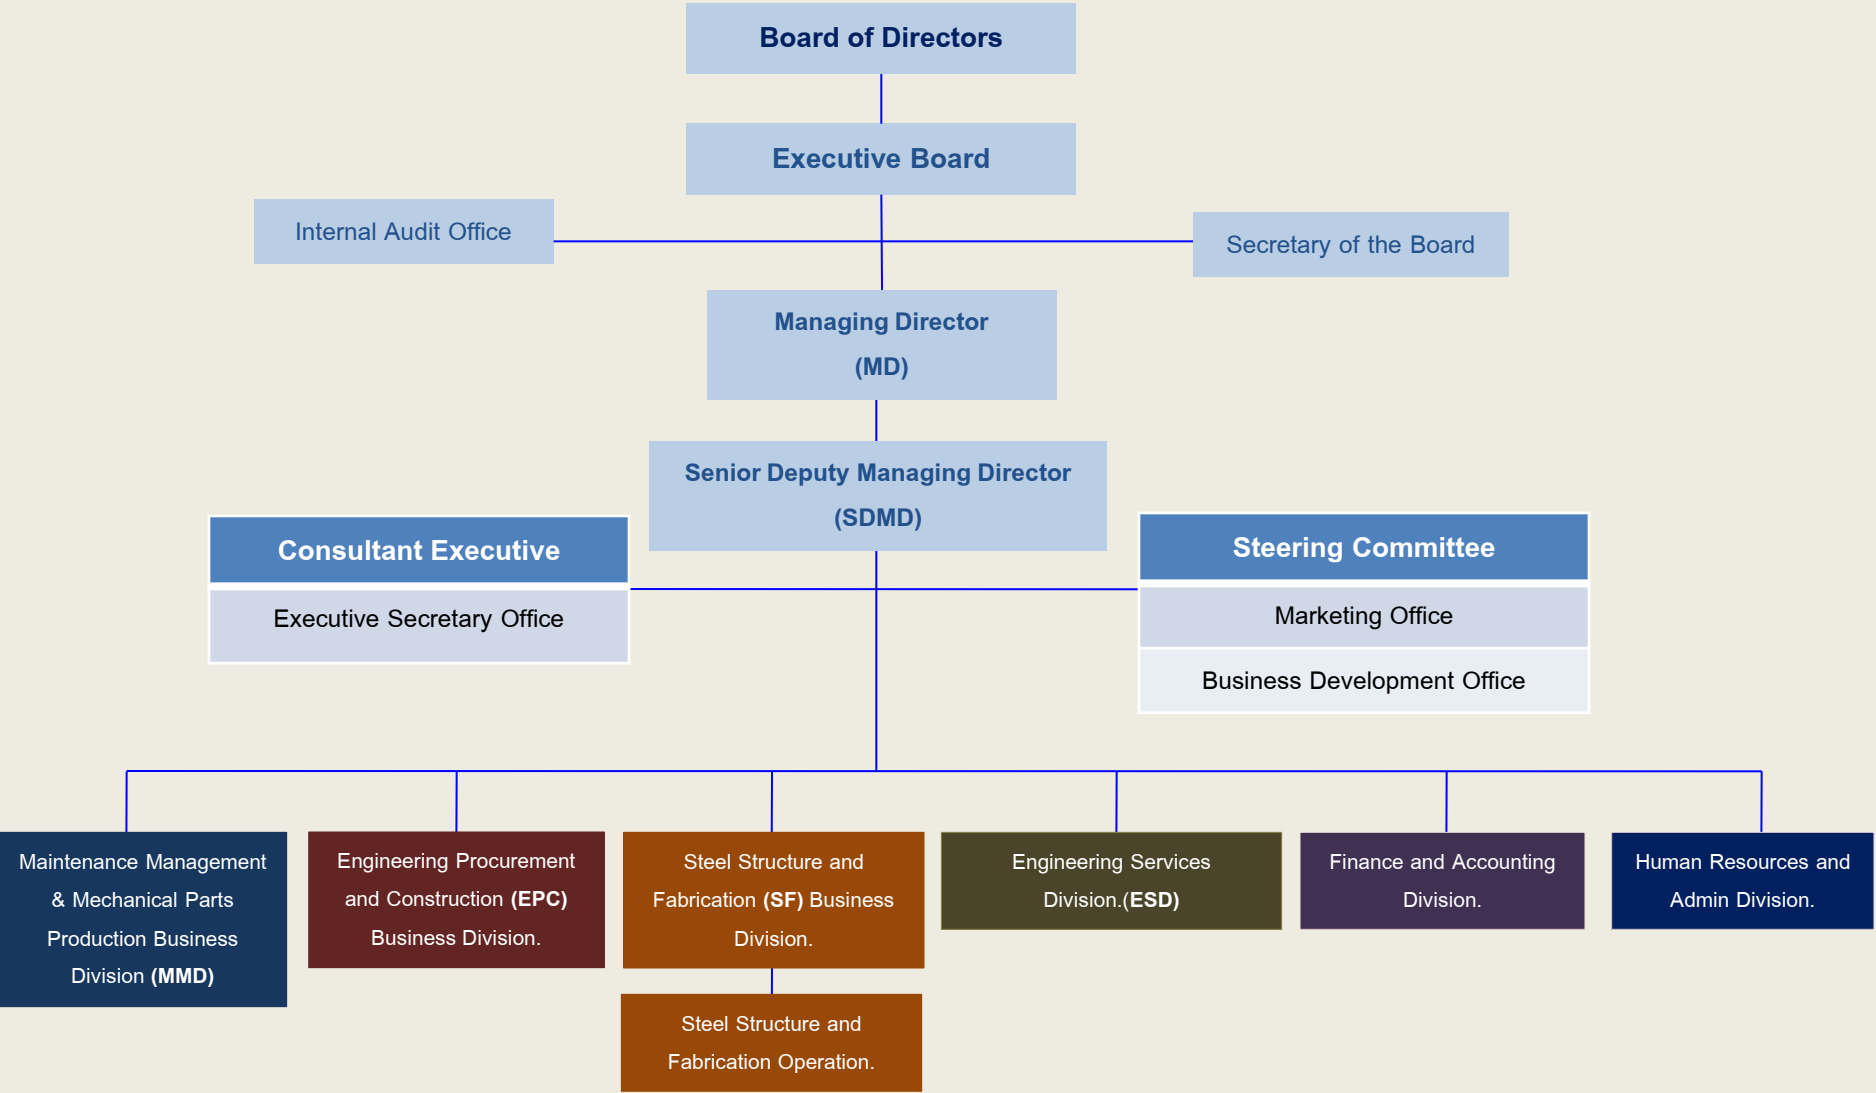 Board of Directors
Executive Board
Internal Audit Office
Secretary of the Board
Managing Director
(MD)
Senior Deputy Managing Director
(SDMD)
Consultant Executive
Executive Secretary Office
Steering Committee
Marketing Office
Business Development Office
Maintenance Management
& Mechanical Parts
Production Business
Division (MMD)
Engineering Procurement
and Construction (EPC)
Business Division.
Steel Structure and
Fabrication (SF) Business
Division.
Steel Structure and
Fabrication Operation.
Engineering Services
Division.(ESD)
Finance and Accounting
Division.
Human Resources and
Admin Division.